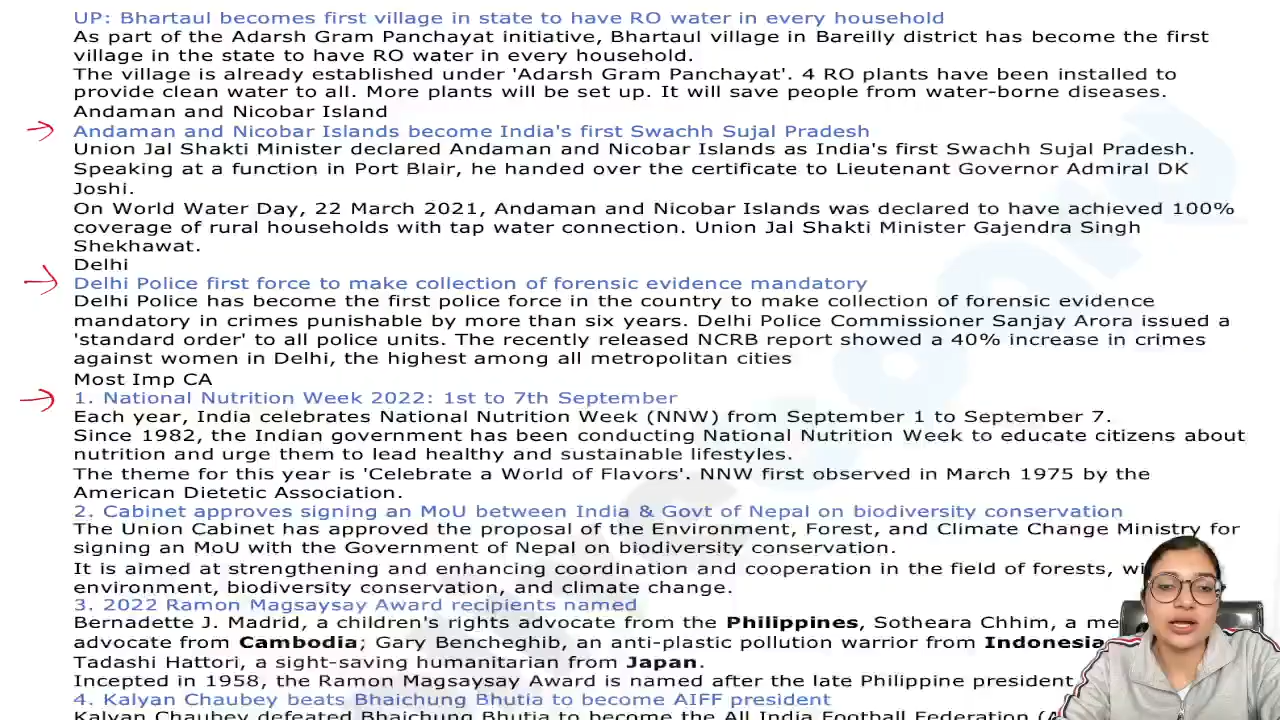 UP: Bhartaul becomes first village in state to have RO water in every household
As part of the Adarsh Gram Panchayat initiative, Bhartaul village in Bareilly district has become the first
village in the state to have RO water in every household.
The village is already established under 'Adarsh Gram Panchayat'. 4 RO plants have been installed to
provide clean water to all. More plants will be set up. It will save people from water-borne diseases.
Andaman and Nicobar Island
Andaman and Nicobar Islands become India's first Swachh Sujal Pradesh
Union Jal Shakti Minister declared Andaman and Nicobar Islands as India's first Swachh Sujal Pradesh.
Speaking at a function in Port Blair, he handed over the certificate to Lieutenant Governor Admiral DK
Joshi.
On World Water Day, 22 March 2021, Andaman and Nicobar Islands was declared to have achieved 100%
coverage of rural households with tap water connection. Union Jal Shakti Minister Gajendra Singh
Shekhawat.
Delhi
Delhi Police first force to make collection of forensic evidence mandatory
Delhi Police has become the first police force in the country to make collection of forensic evidence
mandatory in crimes punishable by more than six years. Delhi Police Commissioner Sanjay Arora issued a
'standard order' to all police units. The recently released NCRB report showed a 40% increase in crimes
against women in Delhi, the highest among all metropolitan cities
Most Imp CA
1. National Nutrition Week 2022: 1st to 7th September
Each year, India celebrates National Nutrition Week (NNW) from September 1 to September 7.
Since 1982, the Indian government has been conducting National Nutrition Week to educate citizens about
nutrition and urge them to lead healthy and sustainable lifestyles.
The theme for this year is 'Celebrate a World of Flavors'. NNW first observed in March 1975 by the
American Dietetic Association.
2. Cabinet approves signing an MoU between India & Govt of Nepal on biodiversity conservation
The Union Cabinet has approved the proposal of the Environment, Forest, and Climate Change Ministry for
signing an MoU with the Government of Nepal on biodiversity conservation.
It is aimed at strengthening and enhancing coordination and cooperation in the field of forests,
environment, biodiversity conservation, and climate change.
3. 2022 Ramon Magsaysay Award recipients named
Bernadette J. Madrid, a children's rights advocate from the Philippines, Sotheara Chhim, a
advocate from Cambodia; Gary Bencheghib, an anti-plastic pollution warrior from Indonesia
Tadashi Hattori, a sight-saving humanitarian from Japan.
Incepted in 1958, the Ramon Magsaysay Award is named after the late Philippine president
4. Kalyan Chaubey beats Bhaichung Bhutia to become AIFF president
Kalyan Chaubey defeated Bhaichung Bhutia to become the All India Football Federation